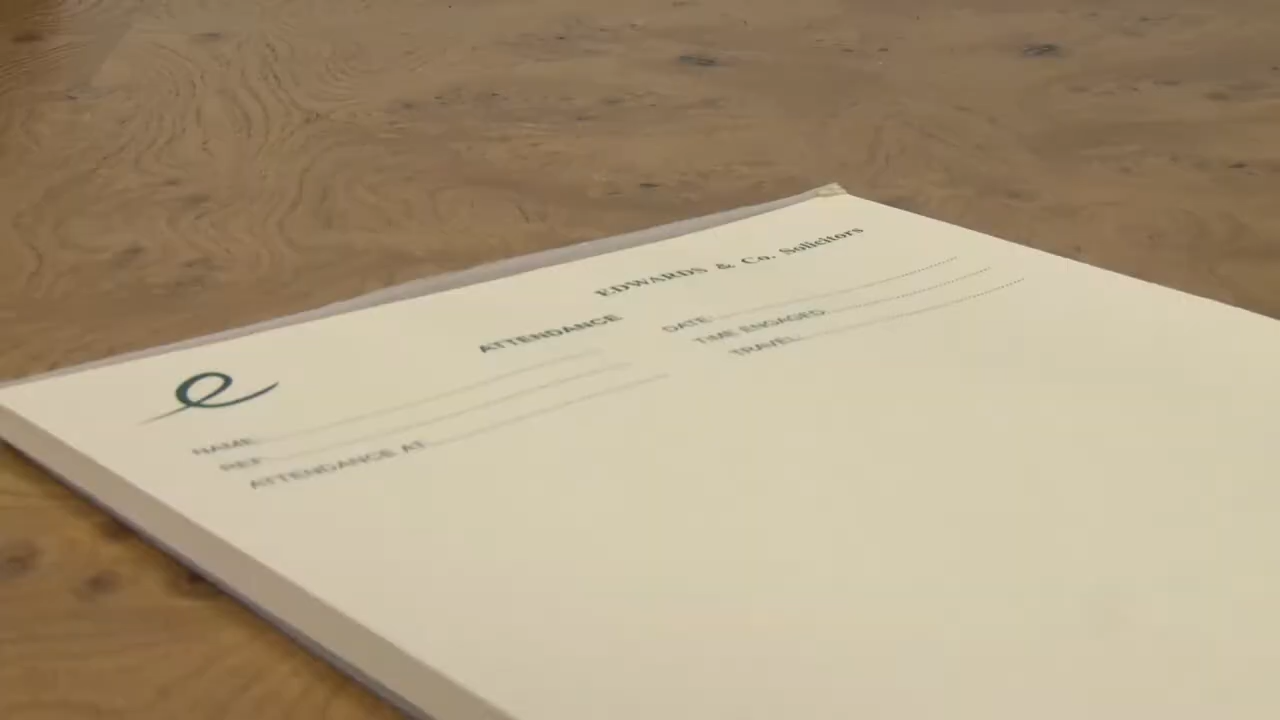 EDWARDS & Co. Solicitors
ATTENDANCE
e
NAME
REF
ATTENDANCE AT
DATE
TIME ENGAGED
TRAVEL